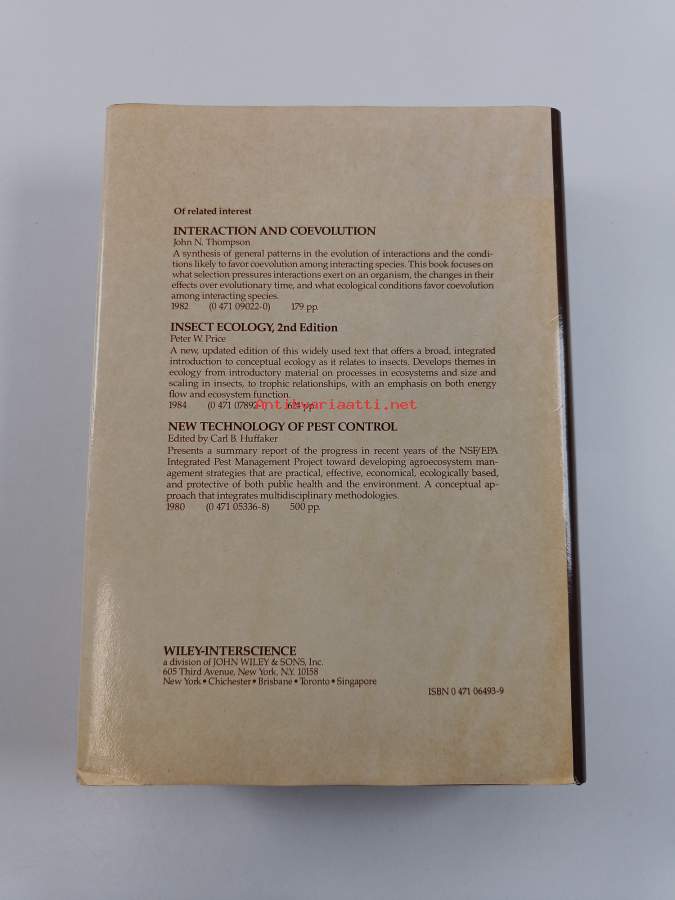 Of related interest
INTERACTION AND COEVOLUTION
John N. Thompson
A synthesis of general patterns in the evolution of interactions and the condi-
tions likely to favor coevolution among interacting species. This book focuses on
what selection pressures interactions exert on an organism, the changes in their
effects over evolutionary time, and what ecological conditions favor coevolution
among interacting species.
1982 (0 471 09022-0) 179 pp.
INSECT ECOLOGY, 2nd Edition
Peter W. Price
A new, updated edition of this widely used text that offers a broad, integrated
introduction to conceptual ecology as it relates to insects. Develops themes in
ecology from introductory material on processes in ecosystems and size and
scaling in insects, to trophic relationships, with an emphasis on both energy
flow and ecosystem function.
1984 (0 471 0789 pp.
Antikvariaatti.net
NEW TECHNOLOGY OF PEST CONTROL
Edited by Carl B. Huffaker
Presents a summary report of the progress in recent years of the NSF/EPA
Integrated Pest Management Project toward developing agroecosystem man-
agement strategies that are practical, effective, economical, ecologically based,
and protective of both public health and the environment. A conceptual ap-
proach that integrates multidisciplinary methodologies.
1980 (0 471 05336-8) 500 pp.
WILEY-INTERSCIENCE
a division of JOHN WILEY & SONS, Inc.
605 Third Avenue, New York, N.Y. 10158
New York • Chichester • Brisbane • Toronto • Singapore
ISBN 0 471 06493-9